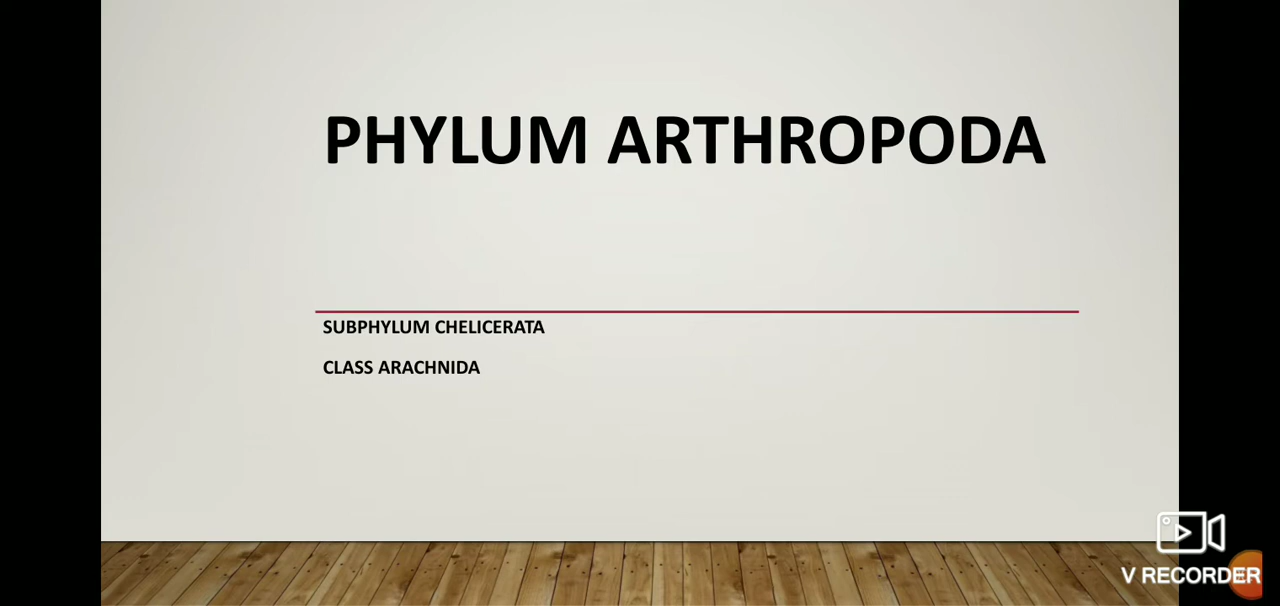 PHYLUM ARTHROPODA
SUBPHYLUM CHELICERATA
CLASS ARACHNIDA
V RECORDER